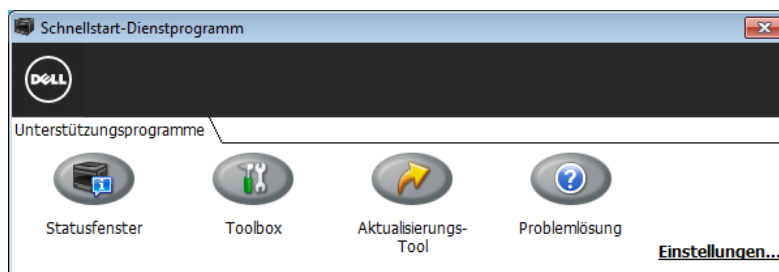 Schnellstart-Dienstprogramm
DELL
Unterstützungsprogramme
Statusfenster
Toolbox
Aktualisierungs-
Tool
Problemlösung
Einstellungen...